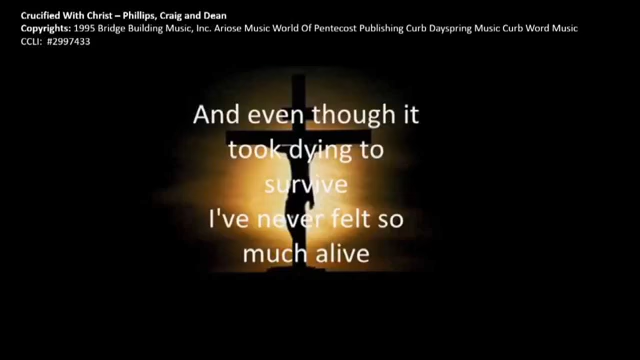 Crucified With Christ – Phillips, Craig and Dean
Copyrights: 1995 Bridge Building Music, Inc. Ariose Music World Of Pentecost Publishing Curb Dayspring Music Curb Word Music
CCLI: #2997433
And even though it
took dying to
survive
I've never felt so
much alive